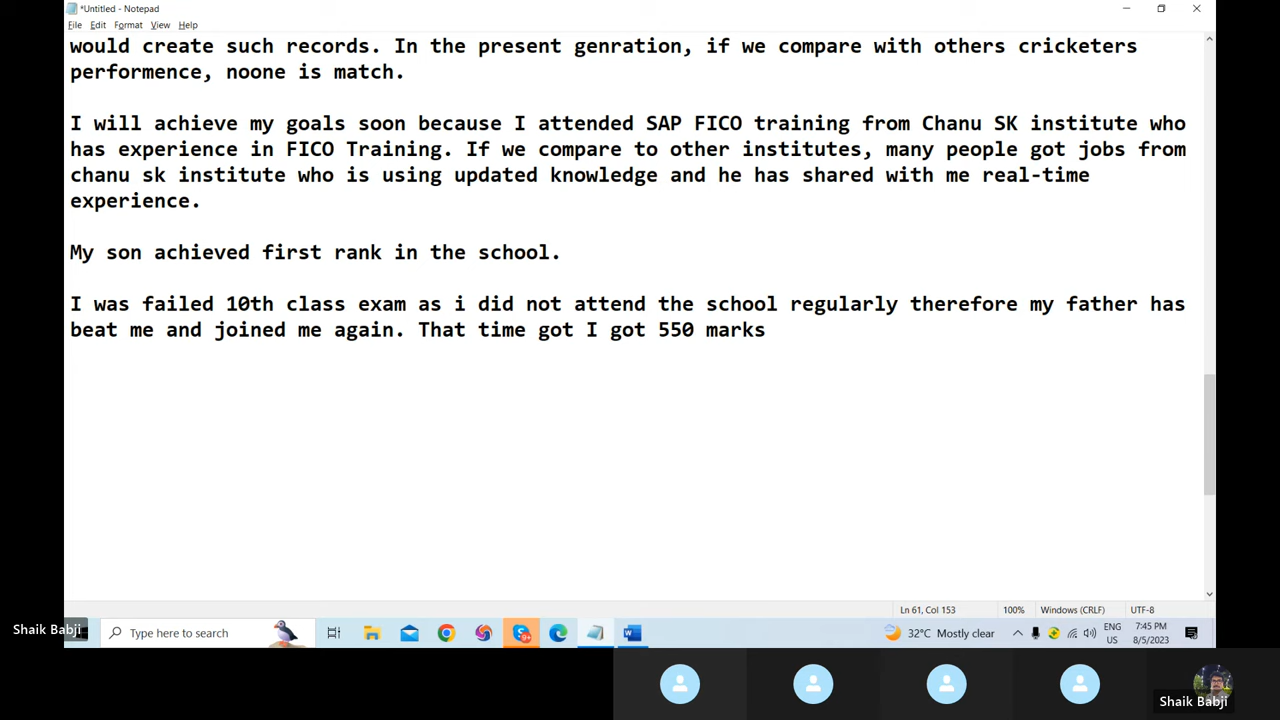 *Untitled - Notepad
File Edit Format View Help
would create such records. In the present genration, if we compare with others cricketers
performence, noone is match.
I will achieve my goals soon because I attended SAP FICO training from Chanu SK institute who
has experience in FICO Training. If we compare to other institutes, many people got jobs from
chanu sk institute who is using updated knowledge and he has shared with me real-time
experience.
My son achieved first rank in the school.
I was failed 10th class exam as i did not attend the school regularly therefore my father has
beat me and joined me again. That time got I got 550 marks
Ln 61, Col 153 100% Windows (CRLF) UTF-8
Shaik Babji
Type here to search
9+
32°C Mostly clear
ENG
US
7:45 PM
8/5/2023
Shaik Babji